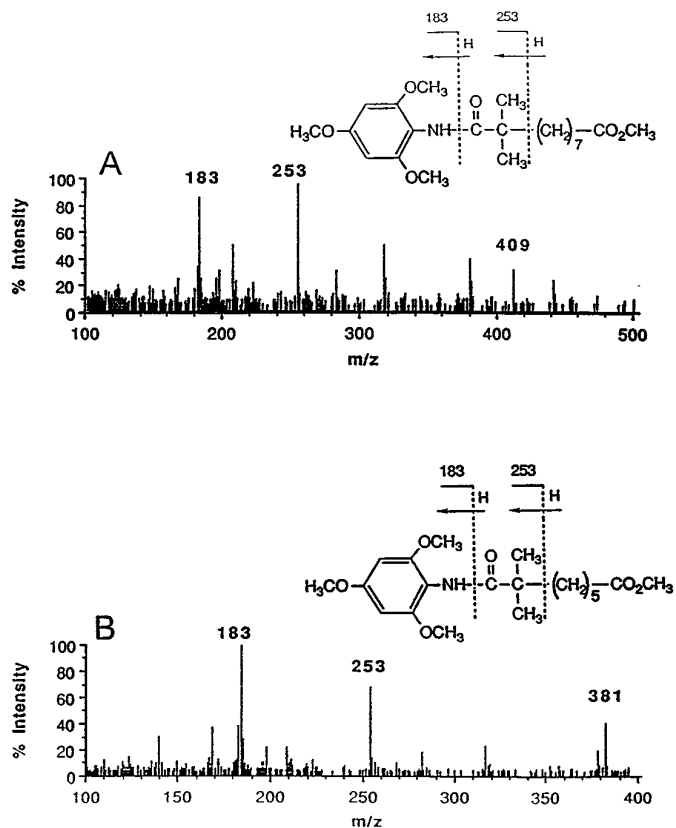 183 253
H H
OCH3 O CH3
H3CO NH C C (CH2)7 CO2CH3
OCH3 CH3
A
183 253 409
100
80
60
40
20
0
% Intensity
100 200 300 400 500
m/z
183 253
H H
OCH3 O CH3
H3CO NH C C (CH2)5 CO2CH3
OCH3 CH3
B
183 253 381
100
80
60
40
20
0
% Intensity
100 150 200 250 300 350 400
m/z